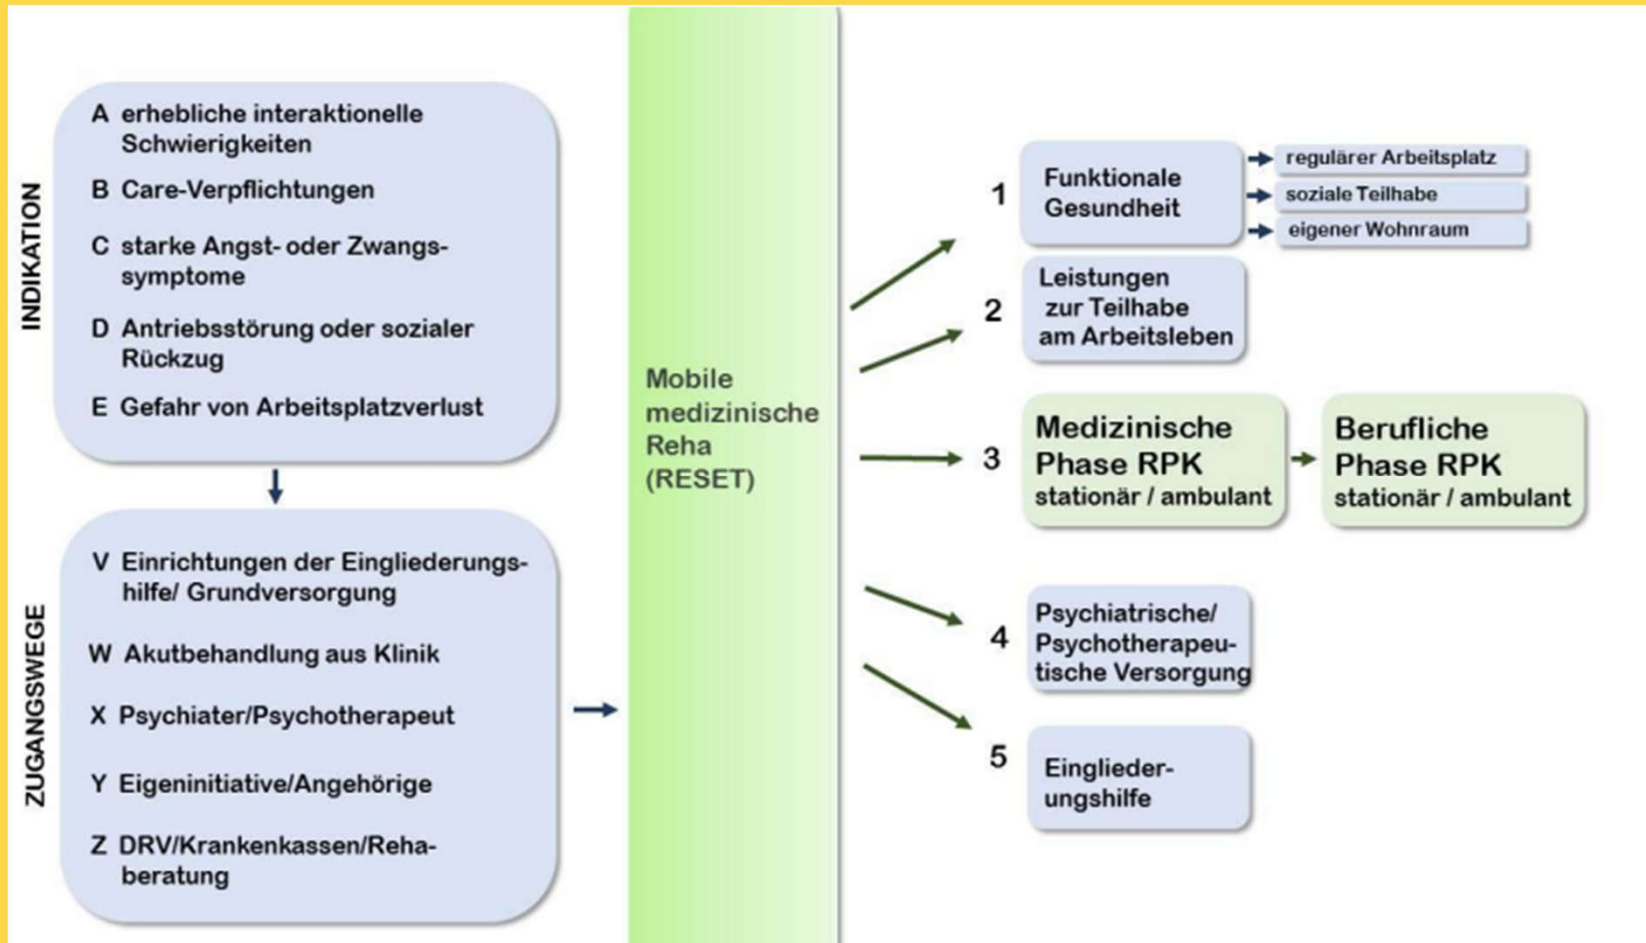 INDIKATION
A erhebliche interaktionelle
Schwierigkeiten
B Care-Verpflichtungen
C starke Angst- oder Zwangs-
symptome
D Antriebsstörung oder sozialer
Rückzug
E Gefahr von Arbeitsplatzverlust
ZUGANGSWEGE
V Einrichtungen der Eingliederungs-
hilfe/ Grundversorgung
W Akutbehandlung aus Klinik
X Psychiater/Psychotherapeut
Y Eigeninitiative/Angehörige
Z DRV/Krankenkassen/Reha-
beratung
Mobile
medizinische
Reha
(RESET)
1
Funktionale
Gesundheit
regulärer Arbeitsplatz
soziale Teilhabe
eigener Wohnraum
2
Leistungen
zur Teilhabe
am Arbeitsleben
3
Medizinische
Phase RPK
stationär / ambulant
Berufliche
Phase RPK
stationär / ambulant
4
Psychiatrische/
Psychotherapeu-
tische Versorgung
5
Einglieder-
ungshilfe